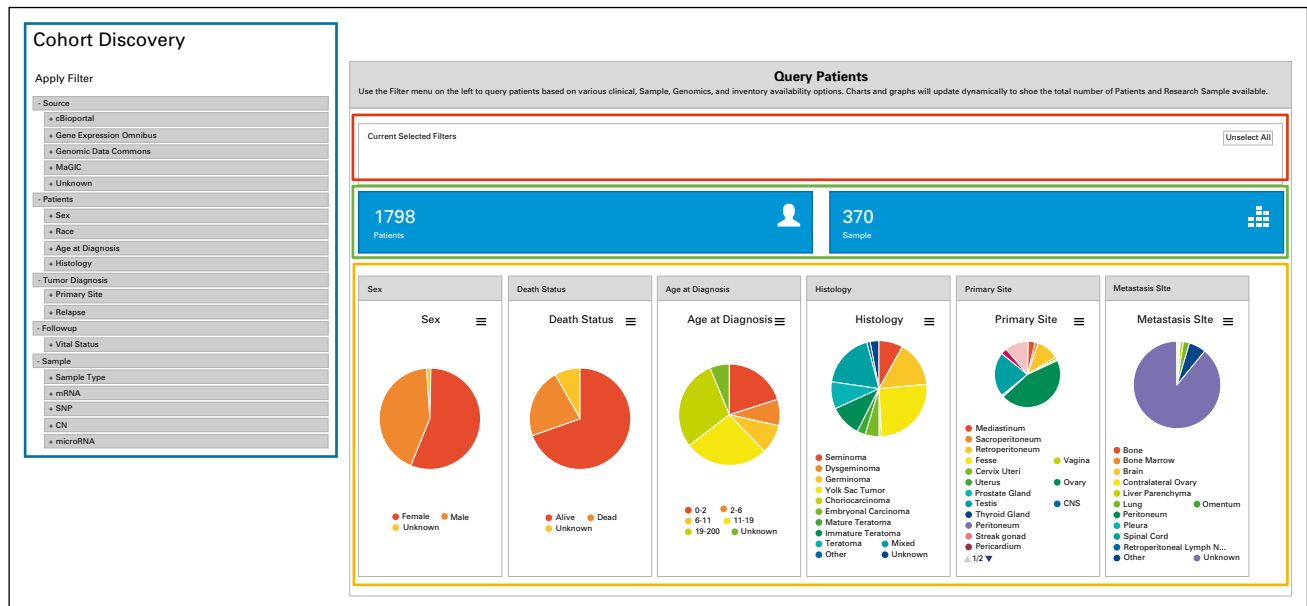 Cohort Discovery
Apply Filter
- Source
+ cBioportal
+ Gene Expression Omnibus
+ Genomic Data Commons
+ MaGIC
+ Unknown
- Patients
+ Sex
+ Race
+ Age at Diagnosis
+ Histology
- Tumor Diagnosis
+ Primary Site
+ Relapse
- Followup
+ Vital Status
- Sample
+ Sample Type
+ mRNA
+ SNP
+ CN
+ microRNA
Query Patients
Use the Filter menu on the left to query patients based on various clinical, Sample, Genomics, and inventory availability options. Charts and graphs will update dynamically to shoe the total number of Patients and Research Sample available.
Current Selected Filters
Unselect All
1798
Patients
370
Sample
Sex
Sex
Female Male
Unknown
Death Status
Death Status
Alive Dead
Unknown
Age at Diagnosis
Age at Diagnosis
0-2 2-6
6-11 11-19
19-200 Unknown
Histology
Histology
Seminoma
Dysgeminoma
Germinoma
Yolk Sac Tumor
Choriocarcinoma
Embryonal Carcinoma
Mature Teratoma
Immature Teratoma
Teratoma Mixed
Other Unknown
Primary Site
Primary Site
Mediastinum
Sacroperitoneum
Retroperitoneum
Fesse Vagina
Cervix Uteri
Uterus Ovary
Prostate Gland
Testis CNS
Thyroid Gland
Peritoneum
Streak gonad
Pericardium
1/2
Metastasis SIte
Metastasis SIte
Bone
Bone Marrow
Brain
Contralateral Ovary
Liver Parenchyma
Lung Omentum
Peritoneum
Pleura
Spinal Cord
Retroperitoneal Lymph N...
Other Unknown